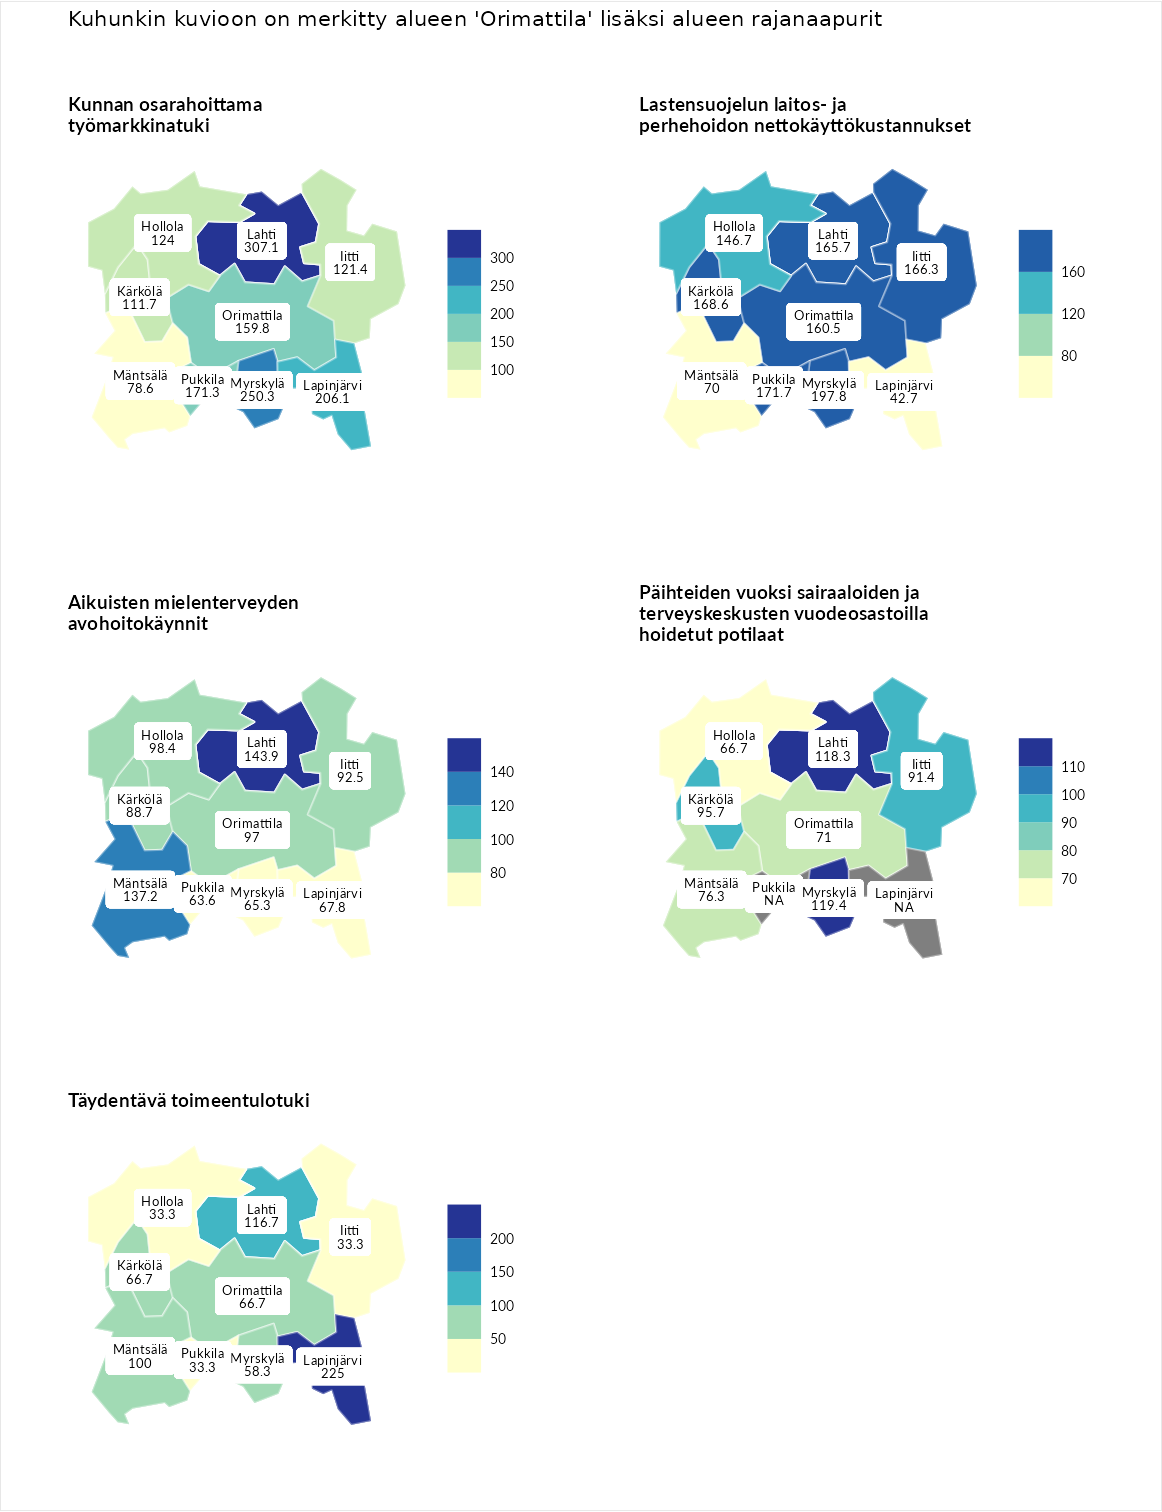 Kuhunkin kuvioon on merkitty alueen 'Orimattila' lisäksi alueen rajanaapurit
Kunnan osarahoittama
työmarkkinatuki
Hollola
124
Lahti
307.1
Iitti
121.4
Kärkölä
111.7
Orimattila
159.8
Mäntsälä
78.6
Pukkila
171.3
Myrskylä
250.3
Lapinjärvi
206.1
300
250
200
150
100
Lastensuojelun laitos- ja
perhehoidon nettokäyttökustannukset
Hollola
146.7
Lahti
165.7
Iitti
166.3
Kärkölä
168.6
Orimattila
160.5
Mäntsälä
70
Pukkila
171.7
Myrskylä
197.8
Lapinjärvi
42.7
160
120
80
Aikuisten mielenterveyden
avohoitokäynnit
Hollola
98.4
Lahti
143.9
Iitti
92.5
Kärkölä
88.7
Orimattila
97
Mäntsälä
137.2
Pukkila
63.6
Myrskylä
65.3
Lapinjärvi
67.8
140
120
100
80
Päihteiden vuoksi sairaaloiden ja
terveyskeskusten vuodeosastoilla
hoidetut potilaat
Hollola
66.7
Lahti
118.3
Iitti
91.4
Kärkölä
95.7
Orimattila
71
Mäntsälä
76.3
Pukkila
NA
Myrskylä
119.4
Lapinjärvi
NA
110
100
90
80
70
Täydentävä toimeentulotuki
Hollola
33.3
Lahti
116.7
Iitti
33.3
Kärkölä
66.7
Orimattila
66.7
Mäntsälä
100
Pukkila
33.3
Myrskylä
58.3
Lapinjärvi
225
200
150
100
50